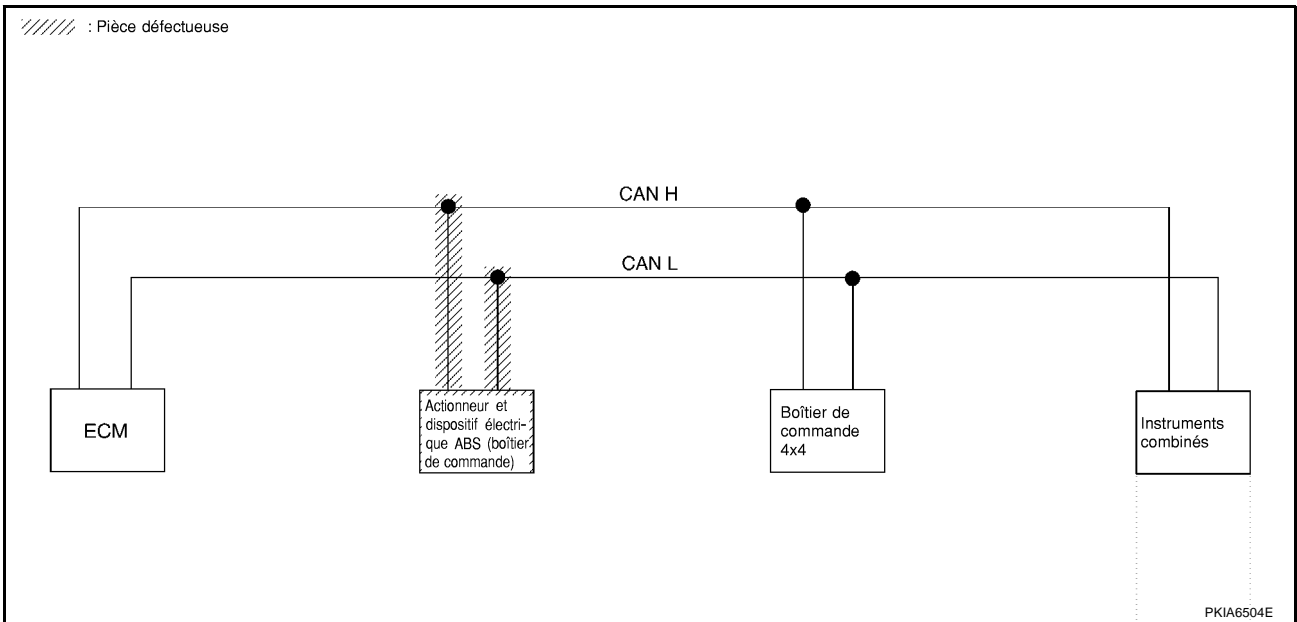 : Pièce défectueuse
CAN H
CAN L
ECM
Actionneur et
dispositif électri-
que ABS (boîtier
de commande)
Boîtier de
commande
4x4
Instruments
combinés
PKIA6504E